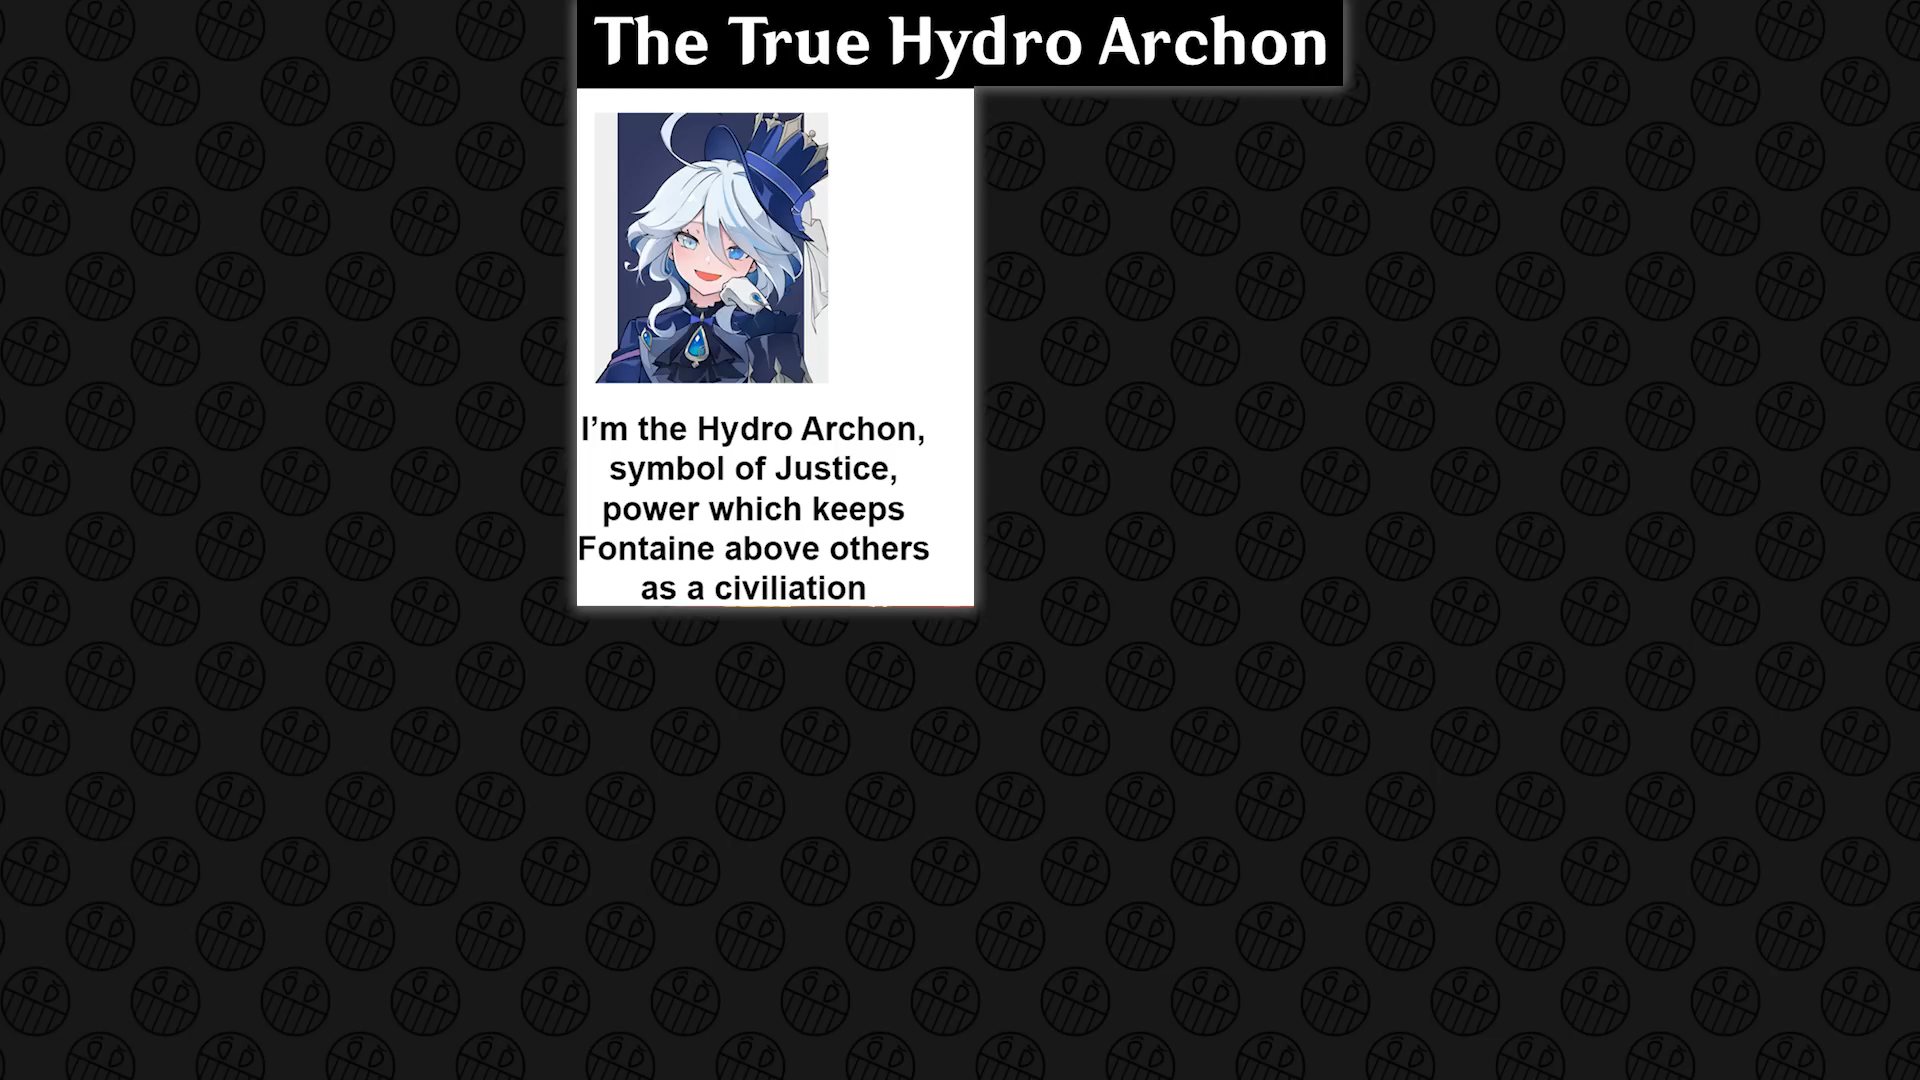 The True Hydro Archon
I’m the Hydro Archon,
symbol of Justice,
power which keeps
Fontaine above others
as a civiliation